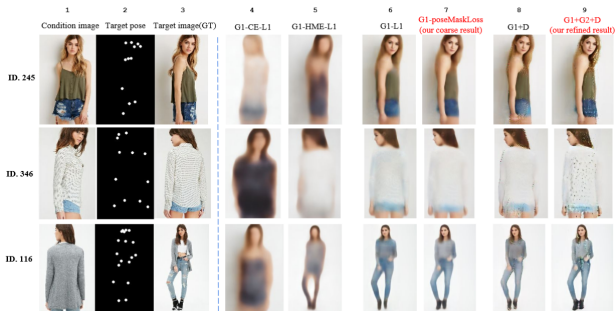 1 2 3 4 5 6 7 8 9
Condition image Target pose Target image(GT) G1-CE-L1 G1-HME-L1 G1-L1 G1-poseMaskLoss G1+D G1+G2+D
(our coarse result) (our refined result)
ID. 245
ID. 346
ID. 116